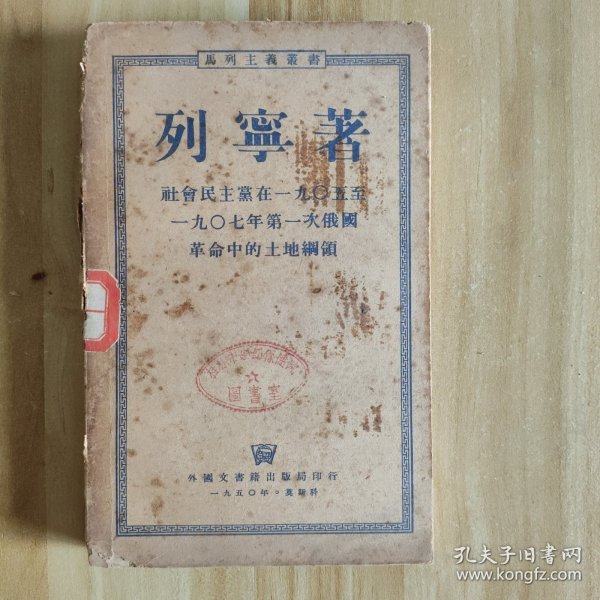 馬列主義叢書
列寧著
社會民主黨在一九〇五至
一九〇七年第一次俄國
革命中的土地綱領
圖書室
外國文書籍出版局印行
一九五〇年。莫斯科
孔夫子旧书网
www.kongfz.com